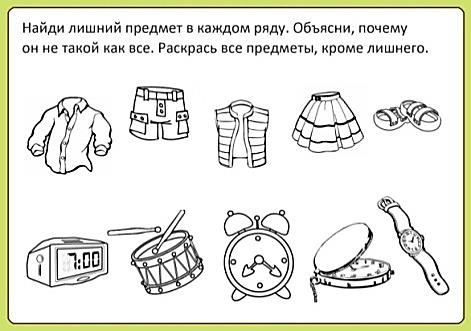 Найди лишний предмет в каждом ряду. Объясни, почему
он не такой как все. Раскрась все предметы, кроме лишнего.
7:00